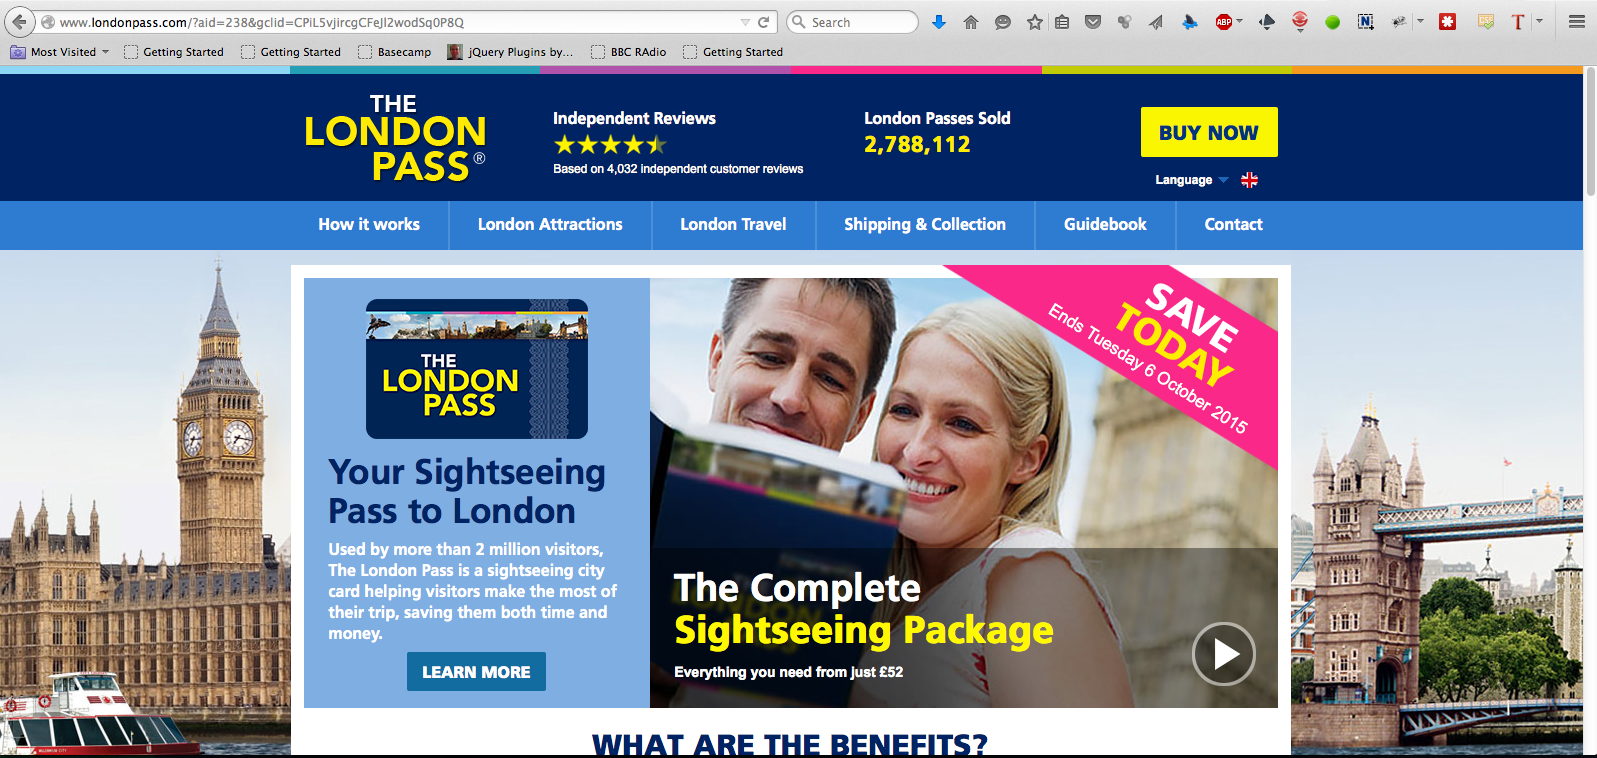 www.londonpass.com/?aid=238&gclid=CPiL5vjircgCFeJl2wodSq0P8Q
Search
ABP
N
CSS
T
Most Visited
Getting Started
Getting Started
Basecamp
jQuery Plugins by...
BBC RAdio
Getting Started
THE
LONDON
PASS®
Independent Reviews
Based on 4,032 independent customer reviews
London Passes Sold
2,788,112
BUY NOW
Language
How it works
London Attractions
London Travel
Shipping & Collection
Guidebook
Contact
THE
LONDON
PASS
Your Sightseeing
Pass to London
Used by more than 2 million visitors,
The London Pass is a sightseeing city
card helping visitors make the most of
their trip, saving them both time and
money.
LEARN MORE
SAVE
TODAY
Ends Tuesday 6 October 2015
The Complete
Sightseeing Package
Everything you need from just £52
WHAT ARE THE BENEFITS?